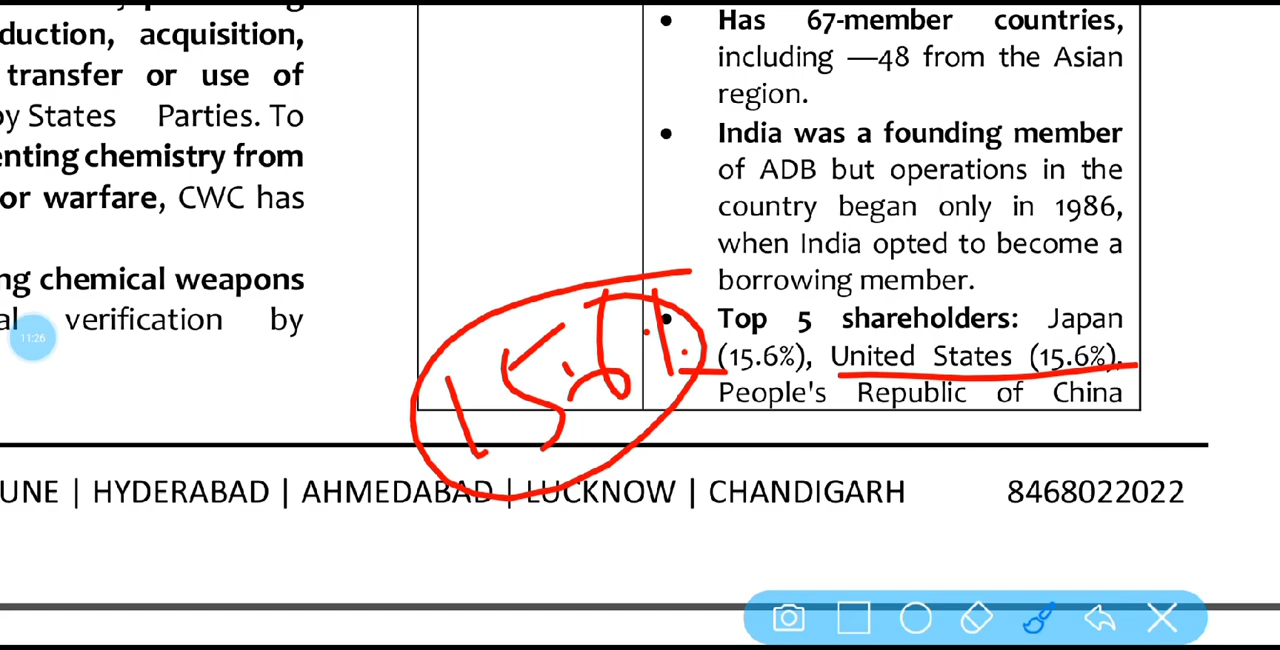 duction, acquisition,
transfer or use of
by States Parties. To
enting chemistry from
or warfare, CWC has
ng chemical weapons
al verification by
11:26
• Has 67-member countries,
including —48 from the Asian
region.
• India was a founding member
of ADB but operations in the
country began only in 1986,
when India opted to become a
borrowing member.
• Top 5 shareholders: Japan
(15.6%), United States (15.6%),
People's Republic of China
15.6%
UNE | HYDERABAD | AHMEDABAD | LUCKNOW | CHANDIGARH 8468022022